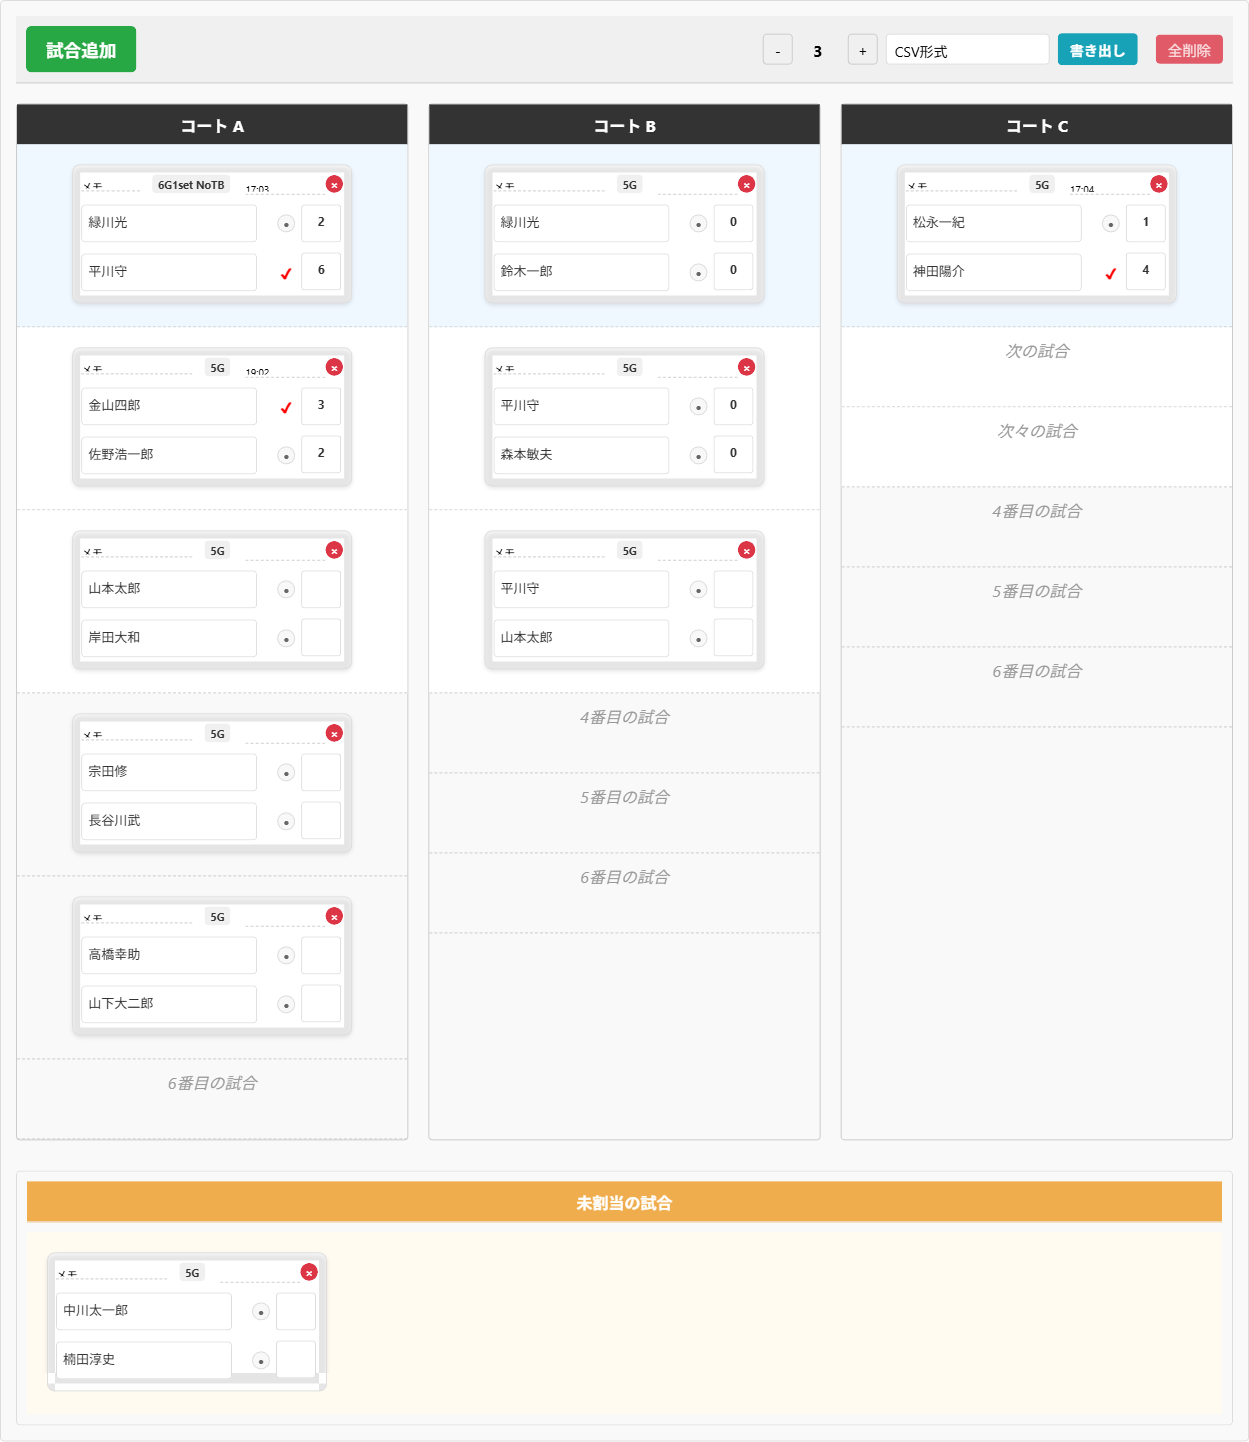 試合追加
-
3
+
CSV形式
書き出し
全削除
コート A
メモ
6G1set NoTB
17:03
×
緑川光
2
平川守
✓
6
メモ
5G
19:02
×
金山四郎
✓
3
佐野浩一郎
2
メモ
5G
×
山本太郎
岸田大和
メモ
5G
×
宗田修
長谷川武
メモ
5G
×
高橋幸助
山下大二郎
6番目の試合
コート B
メモ
5G
×
緑川光
0
鈴木一郎
0
メモ
5G
×
平川守
0
森本敏夫
0
メモ
5G
×
平川守
山本太郎
4番目の試合
5番目の試合
6番目の試合
コート C
メモ
5G
17:04
×
松永一紀
1
神田陽介
✓
4
次の試合
次々の試合
4番目の試合
5番目の試合
6番目の試合
未割当の試合
メモ
5G
×
中川太一郎
楠田淳史